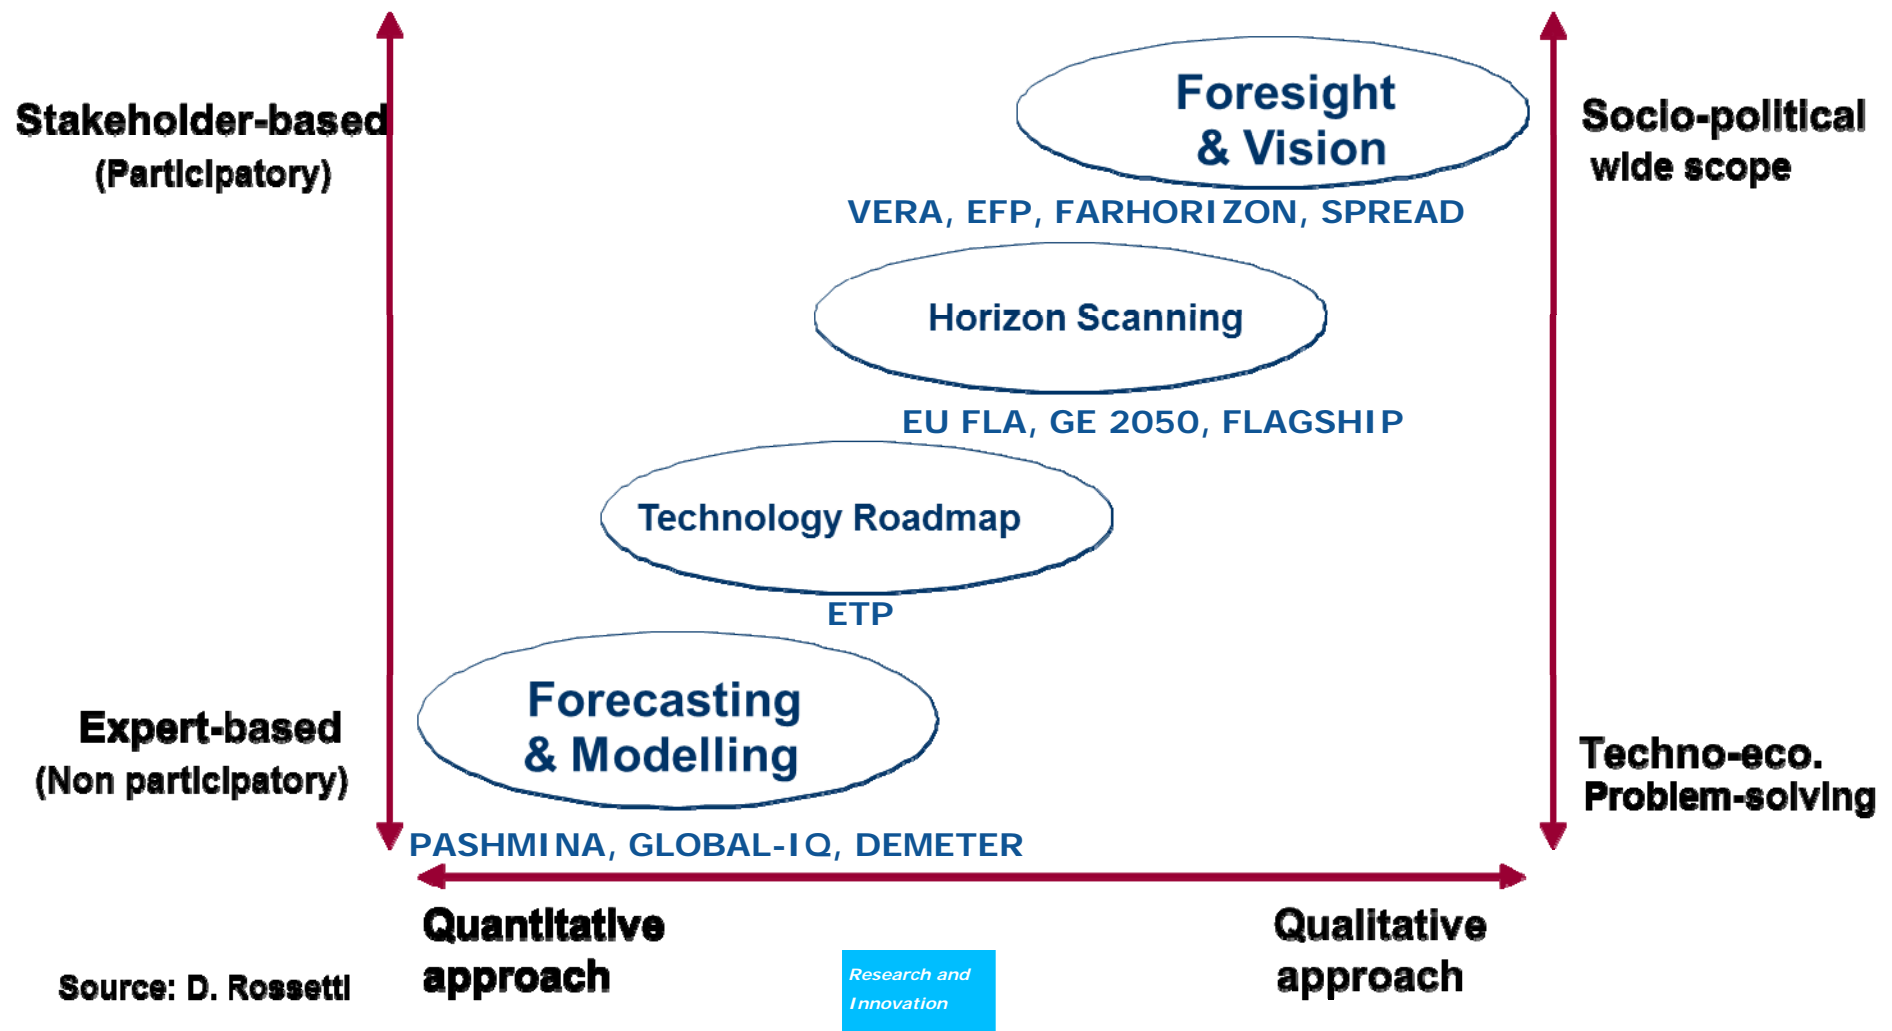 Foresight
& Vision
Stakeholder-based
(Participatory)
Socio-political
wide scope
VERA, EFP, FARHORIZON, SPREAD
Horizon Scanning
EU FLA, GE 2050, FLAGSHIP
Technology Roadmap
ETP
Forecasting
& Modelling
Expert-based
(Non participatory)
Techno-eco.
Problem-solving
PASHMINA, GLOBAL-IQ, DEMETER
Quantitative
approach
Qualitative
approach
Source: D. Rossetti
Research and
Innovation